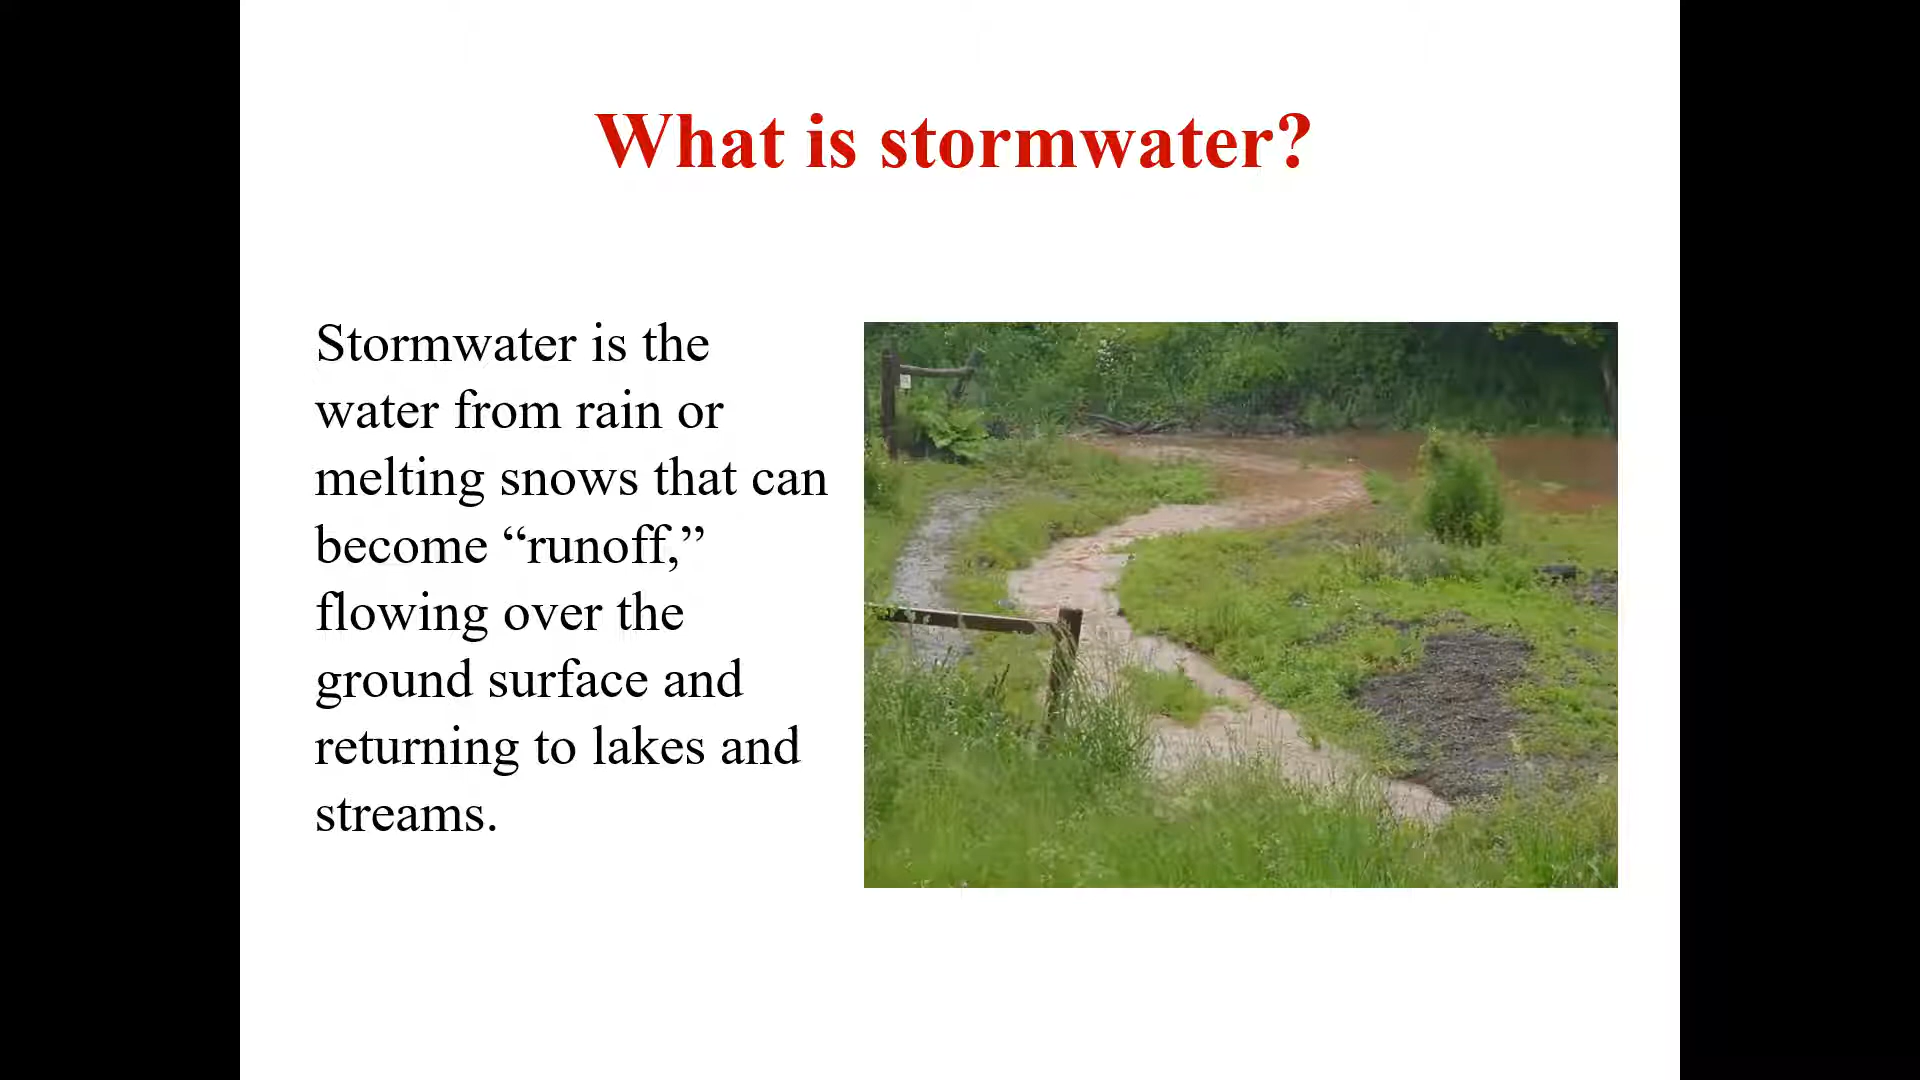 What is stormwater?
Stormwater is the
water from rain or
melting snows that can
become “runoff,”
flowing over the
ground surface and
returning to lakes and
streams.